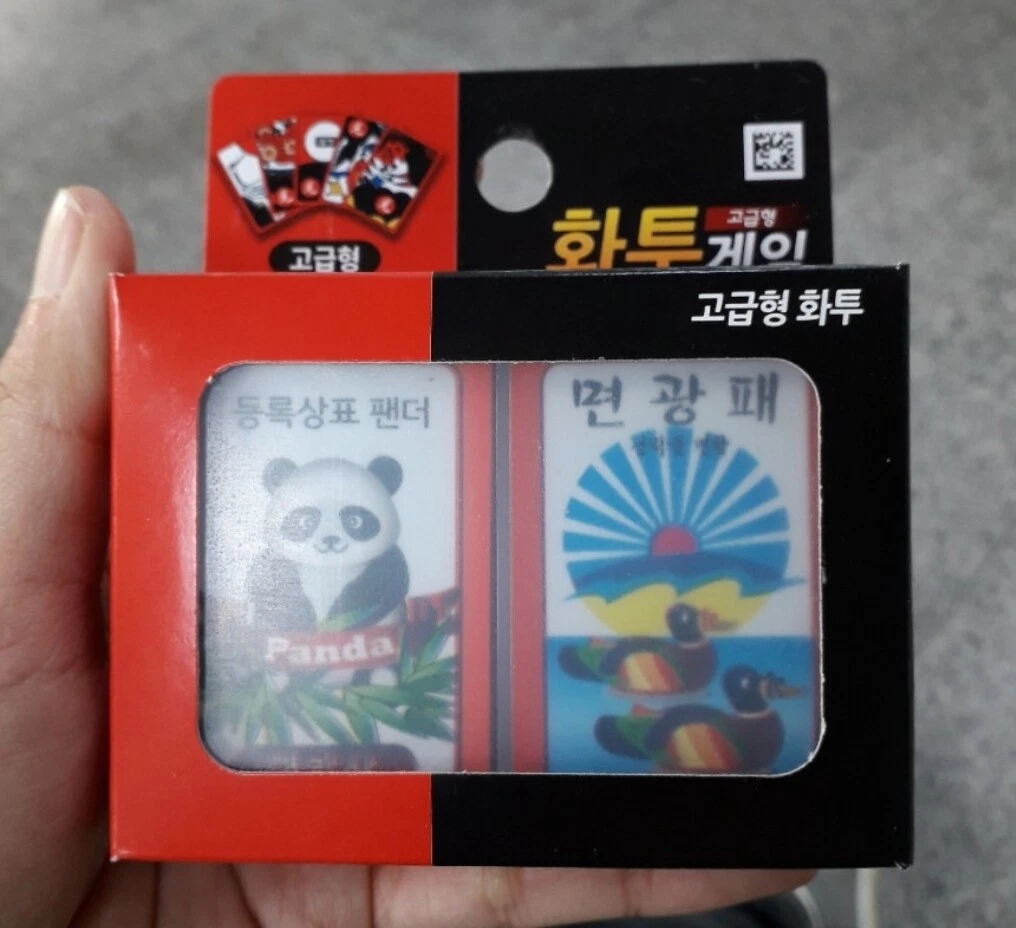 고급형
고급형
화투게임
고급형 화투
등록상표 팬더
Panda
면 광 패